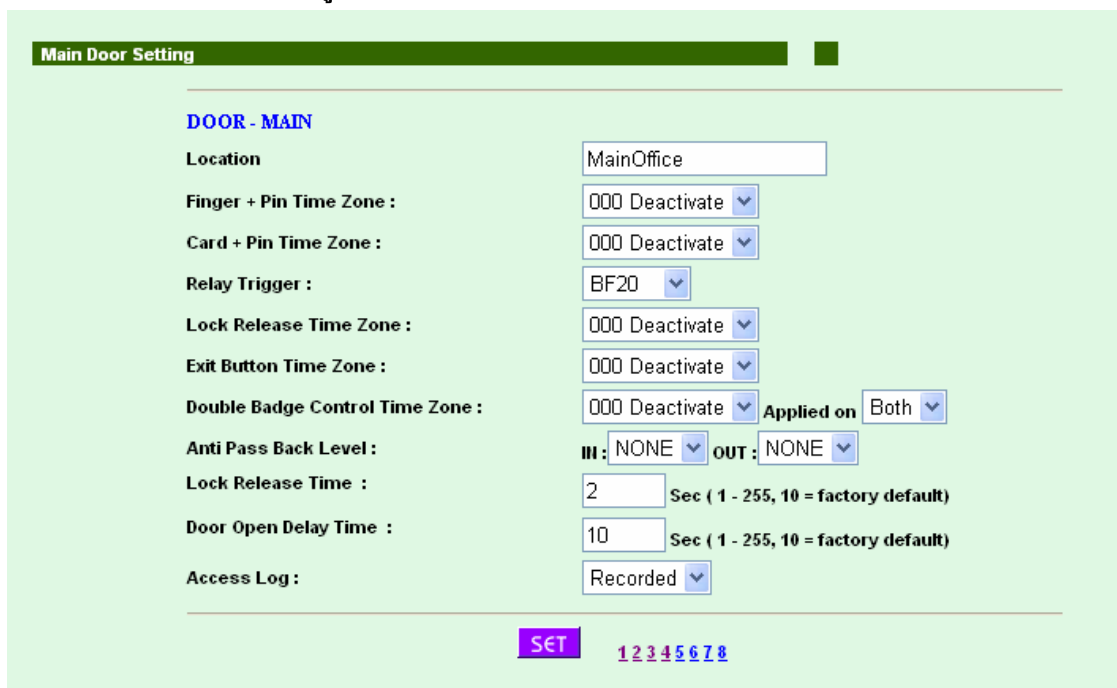 Main Door Setting
DOOR - MAIN
Location MainOffice
Finger + Pin Time Zone : 000 Deactivate
Card + Pin Time Zone : 000 Deactivate
Relay Trigger : BF20
Lock Release Time Zone : 000 Deactivate
Exit Button Time Zone : 000 Deactivate
Double Badge Control Time Zone : 000 Deactivate Applied on Both
Anti Pass Back Level : IN : NONE OUT : NONE
Lock Release Time : 2 Sec ( 1 - 255, 10 = factory default)
Door Open Delay Time : 10 Sec ( 1 - 255, 10 = factory default)
Access Log : Recorded
SET 1 2 3 4 5 6 7 8